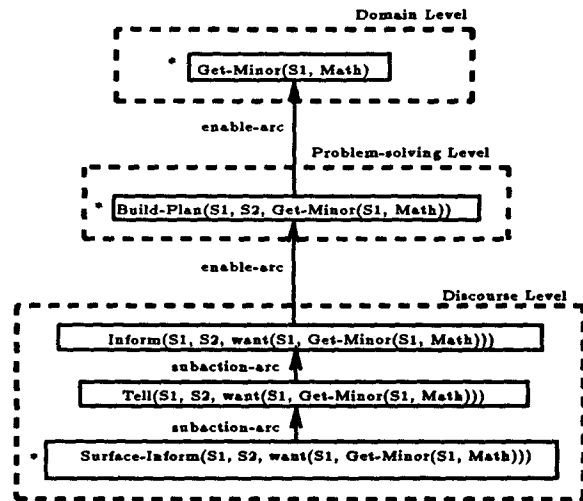 Domain Level
* Get-Minor(S1, Math)
enable-arc
Problem-solving Level
* Build-Plan(S1, S2, Get-Minor(S1, Math))
enable-arc
Discourse Level
Inform(S1, S2, want(S1, Get-Minor(S1, Math)))
subaction-arc
Tell(S1, S2, want(S1, Get-Minor(S1, Math)))
subaction-arc
* Surface-Inform(S1, S2, want(S1, Get-Minor(S1, Math)))